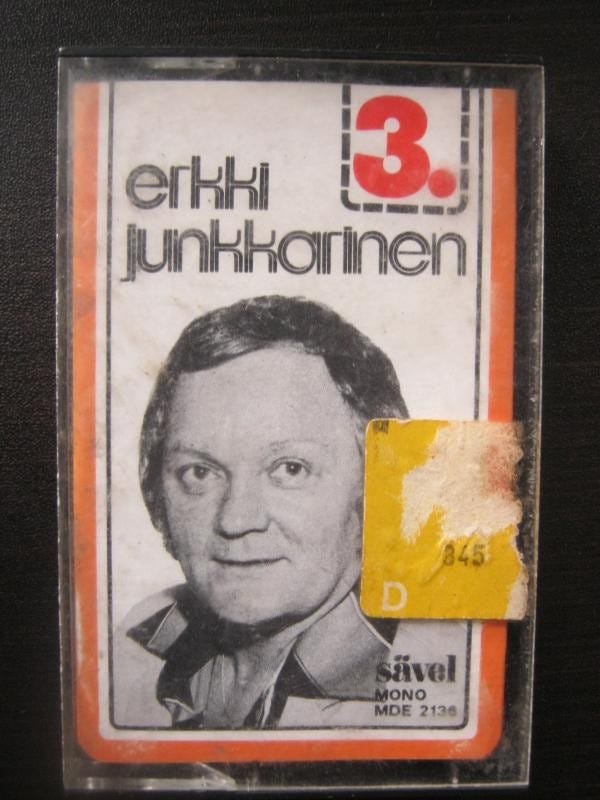 3.
erkki
junkkarinen
845
D
sävel
MONO
MDE 2136